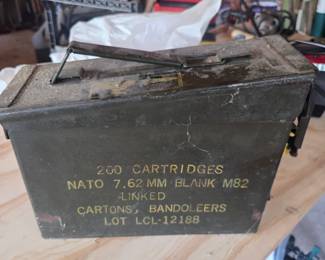 200 CARTRIDGES
NATO 7.62 MM BLANK M82
LINKED
CARTONS, BANDOLEERS
LOT LCL-12188